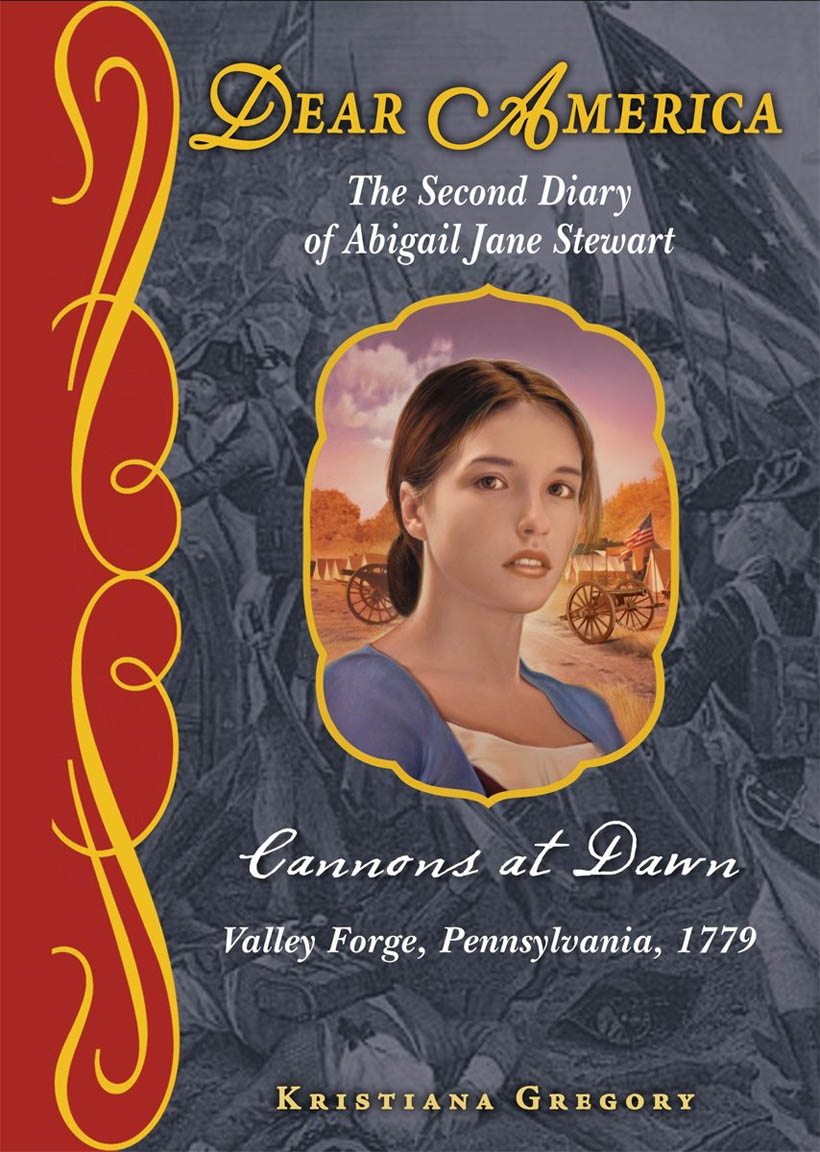 DEAR AMERICA
The Second Diary
of Abigail Jane Stewart
Cannons at Dawn
Valley Forge, Pennsylvania, 1779
KRISTIANA GREGORY